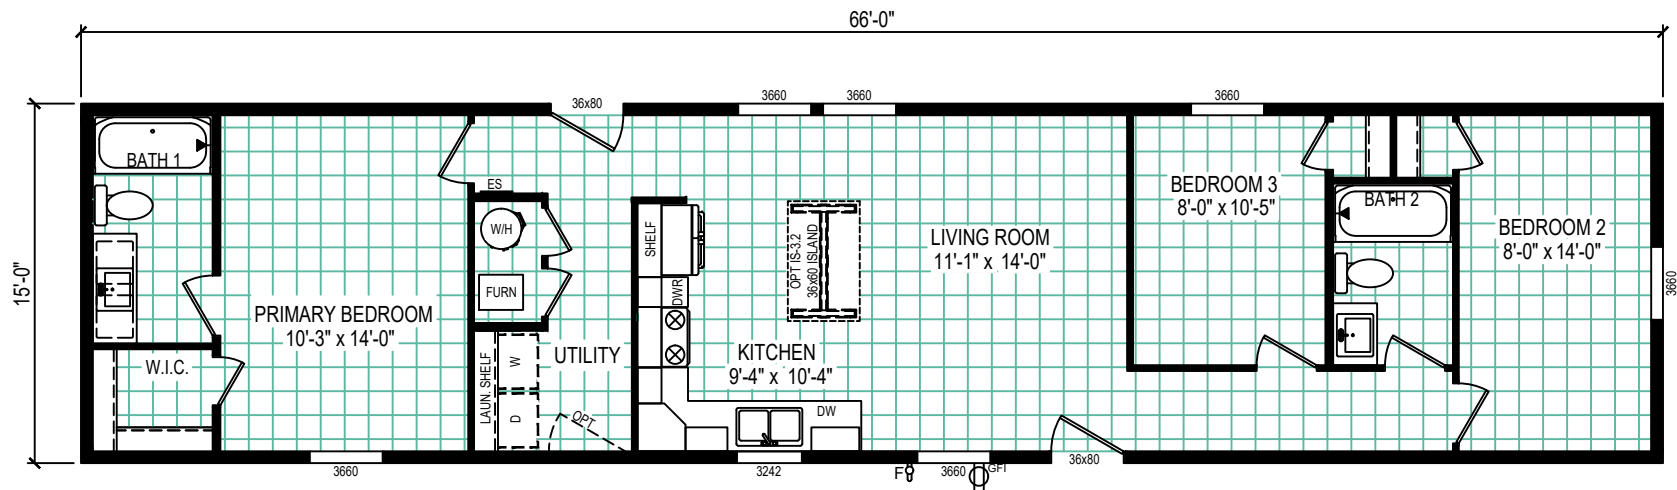 66'-0"
15'-0"
36x80
3660
3660
3660
BATH 1
ES
W/H
FURN
PRIMARY BEDROOM
10'-3" x 14'-0"
W.I.C.
LAUN. SHELF
W
D
UTILITY
OPT
SHELF
DWR
OPT IS-3.2
36x60 ISLAND
KITCHEN
9'-4" x 10'-4"
DW
LIVING ROOM
11'-1" x 14'-0"
BEDROOM 3
8'-0" x 10'-5"
BATH 2
BEDROOM 2
8'-0" x 14'-0"
3660
3660
3242
F
3660
GFI
36x80